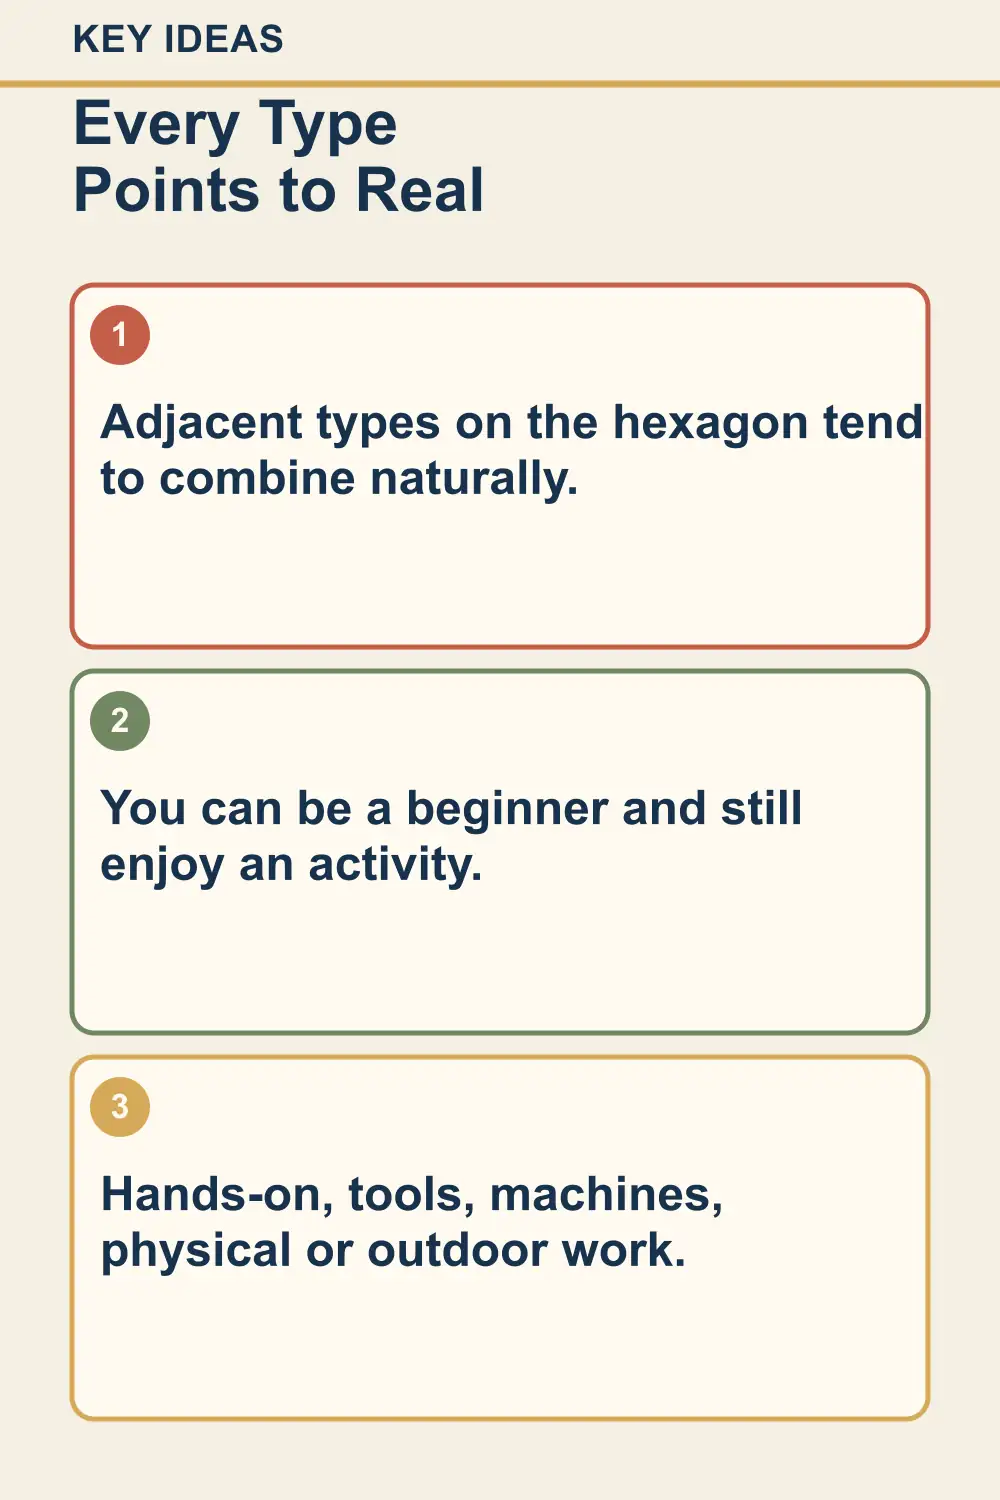 KEY IDEAS
Every Type
Points to Real
1
Adjacent types on the hexagon tend
to combine naturally.
2
You can be a beginner and still
enjoy an activity.
3
Hands-on, tools, machines,
physical or outdoor work.